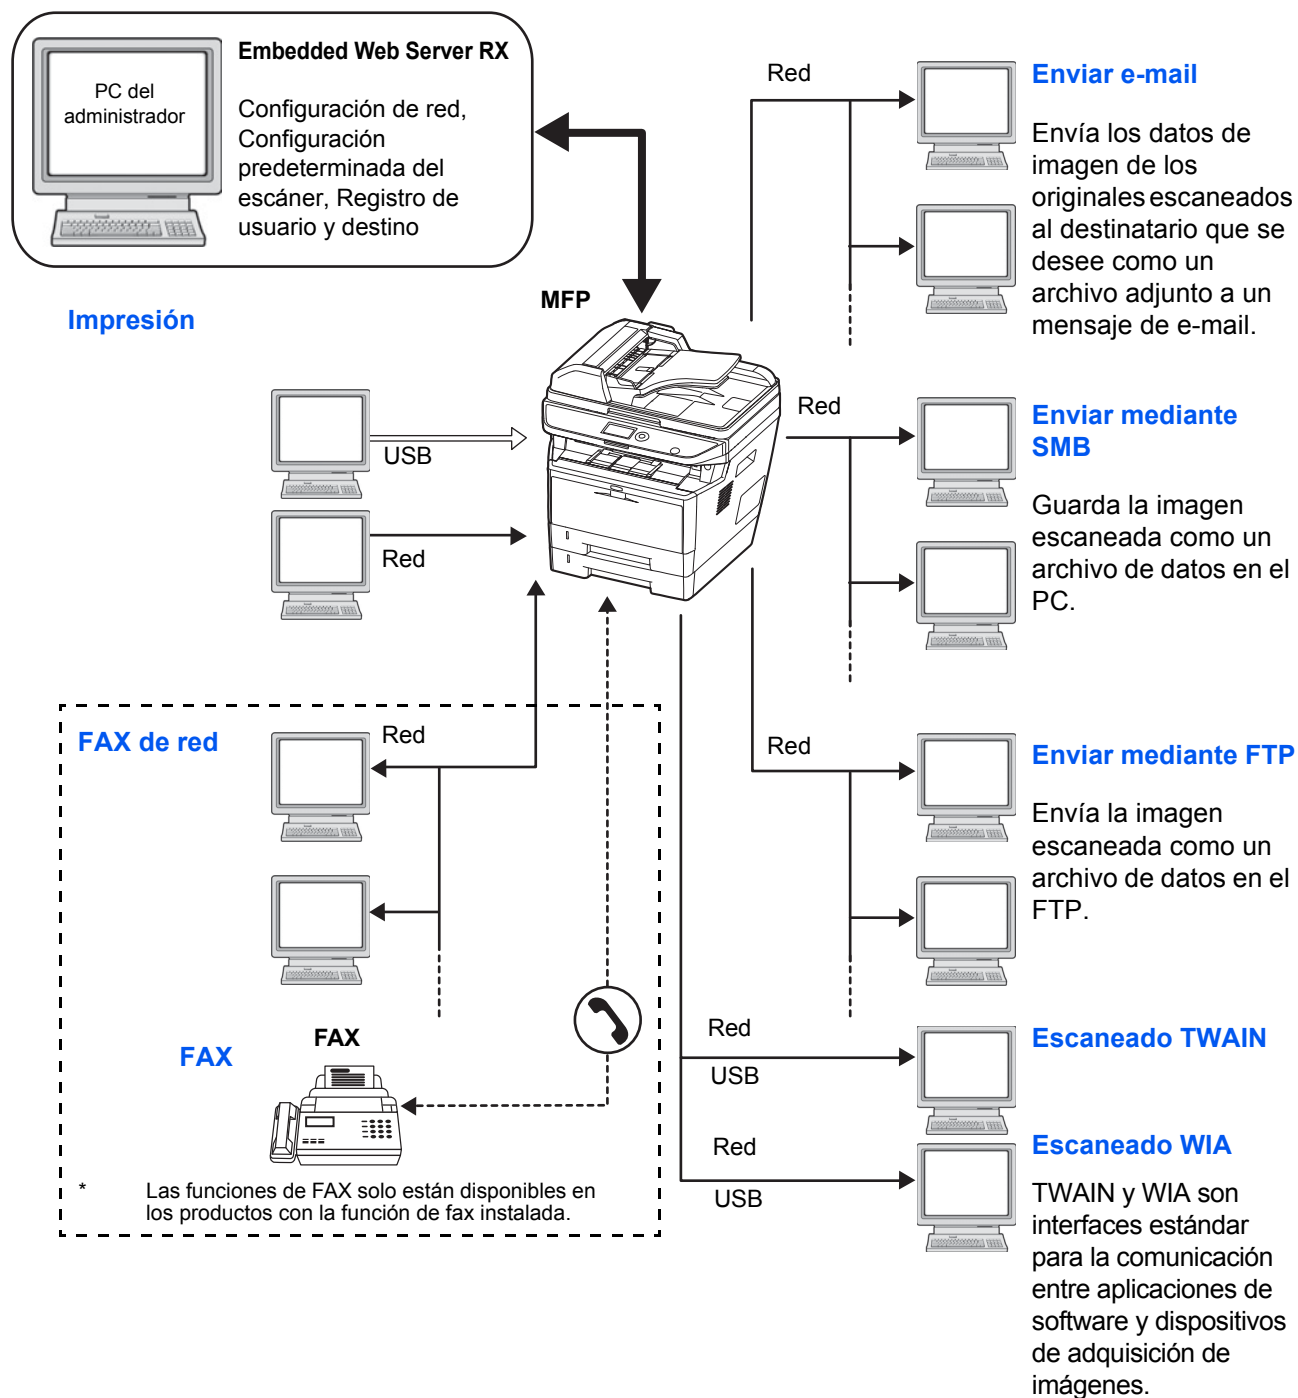 PC del
administrador
Embedded Web Server RX
Configuración de red,
Configuración
predeterminada del
escáner, Registro de
usuario y destino
Impresión
MFP
USB
Red
Red
Enviar e-mail
Envía los datos de
imagen de los
originales escaneados
al destinatario que se
desee como un
archivo adjunto a un
mensaje de e-mail.
Red
Enviar mediante
SMB
Guarda la imagen
escaneada como un
archivo de datos en el
PC.
FAX de red
Red
Red
Enviar mediante FTP
Envía la imagen
escaneada como un
archivo de datos en el
FTP.
FAX
FAX
* Las funciones de FAX solo están disponibles en
los productos con la función de fax instalada.
Red
USB
Escaneado TWAIN
Red
USB
Escaneado WIA
TWAIN y WIA son
interfaces estándar
para la comunicación
entre aplicaciones de
software y dispositivos
de adquisición de
imágenes.